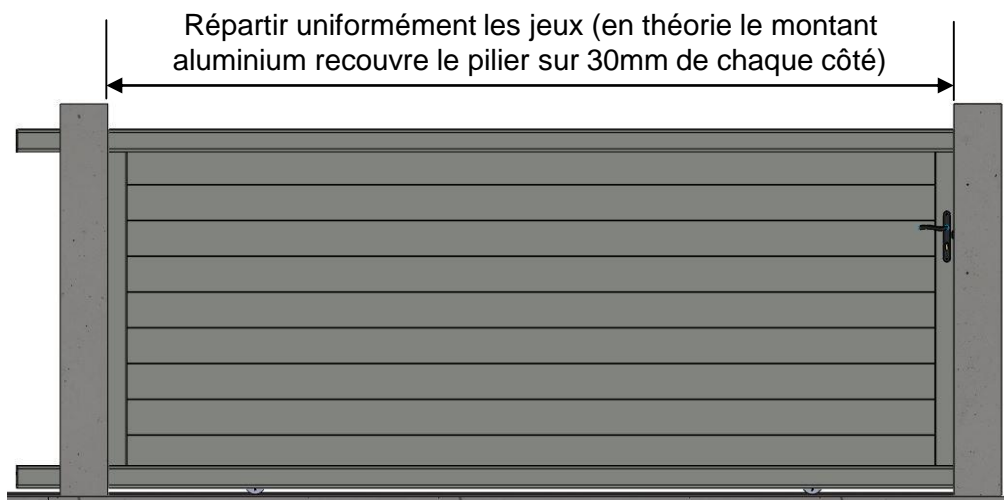 Répartir uniformément les jeux (en théorie le montant
aluminium recouvre le pilier sur 30mm de chaque côté)